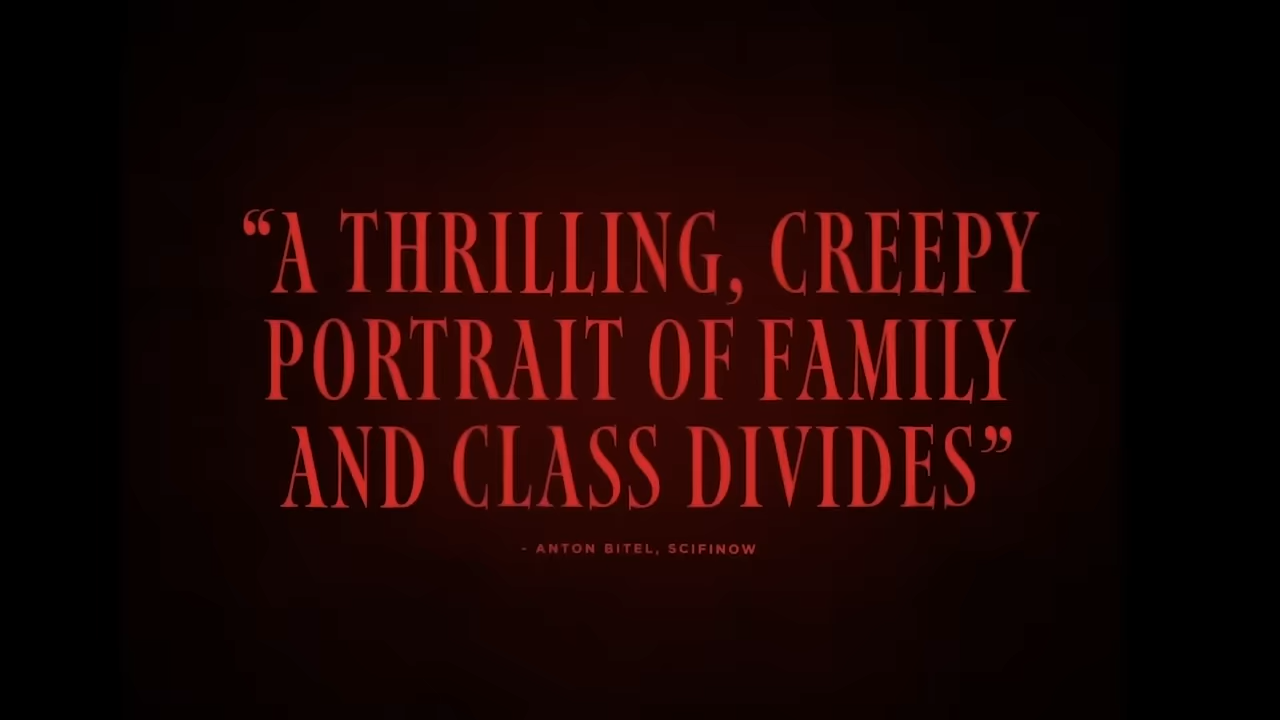 “A THRILLING, CREEPY
PORTRAIT OF FAMILY
AND CLASS DIVIDES”
- ANTON BITEL, SCIFINOW